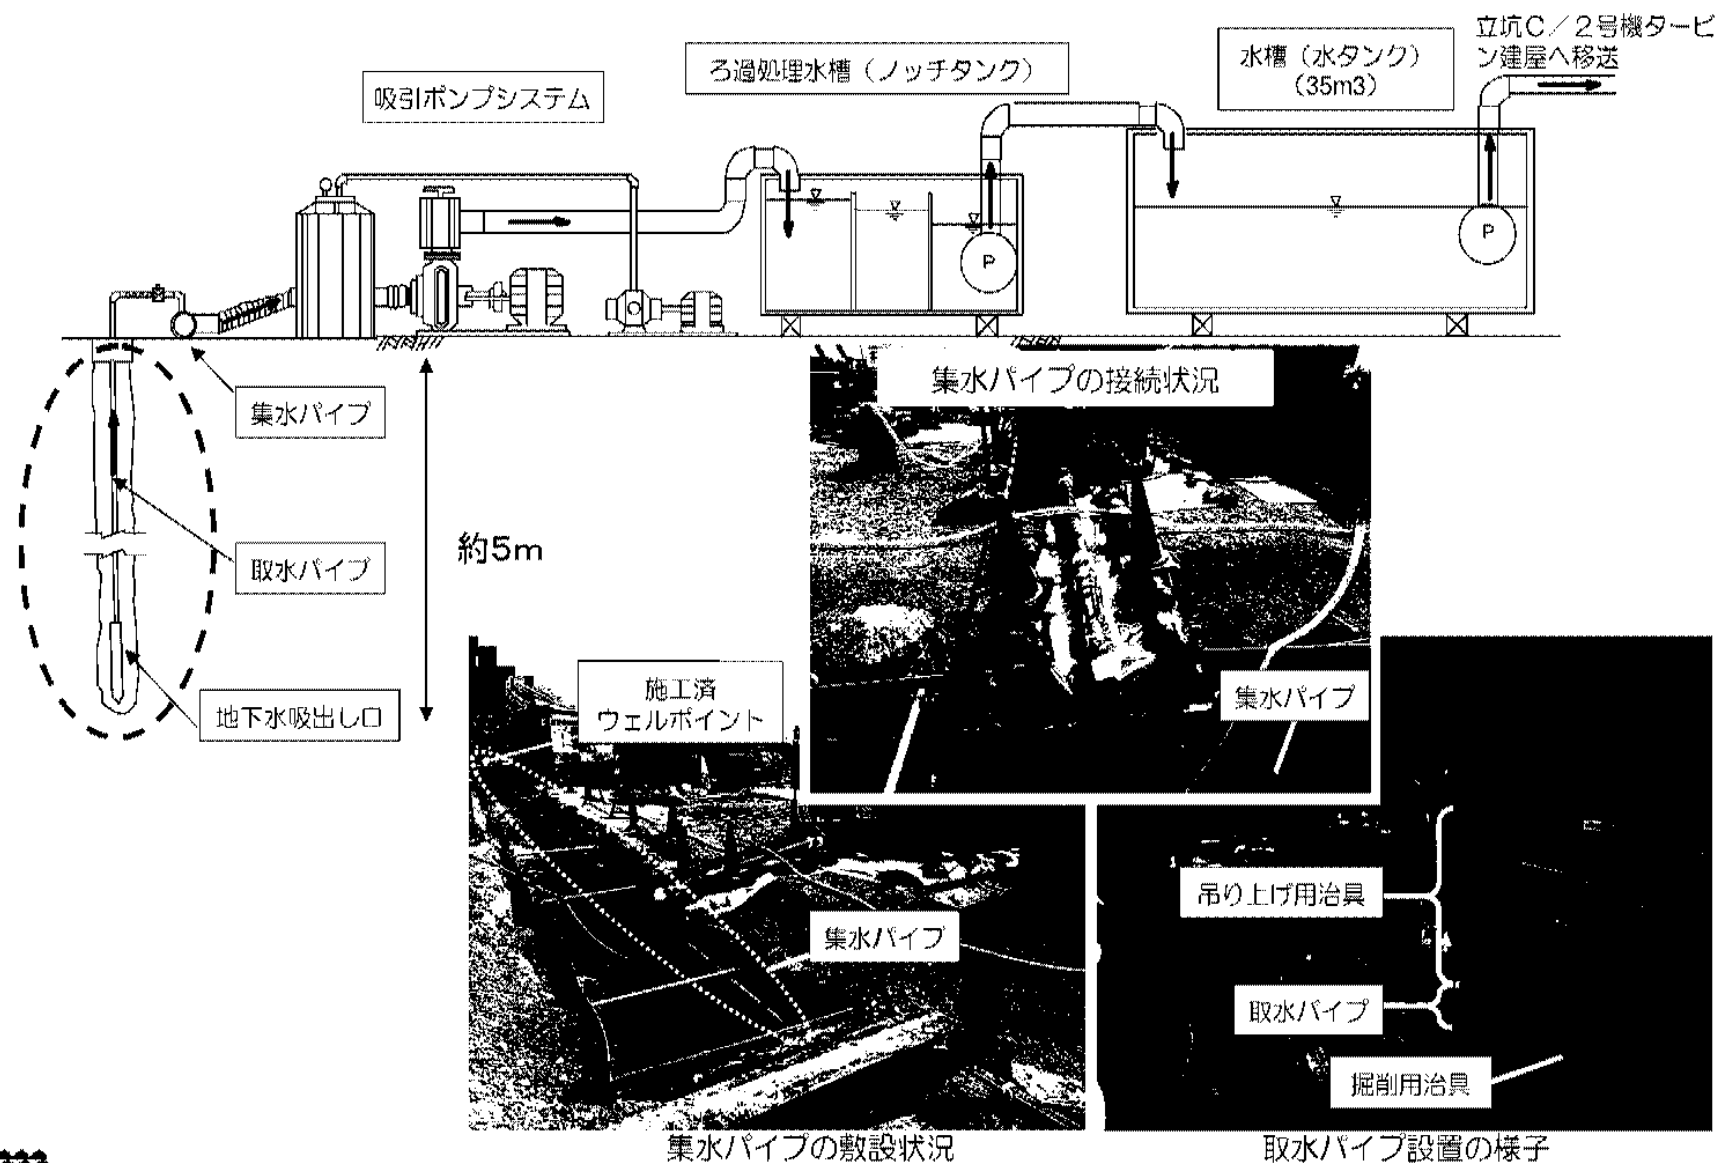 立坑C／2号機タービ
ン建屋へ移送
水槽（水タンク）
（35m3）
ろ過処理水槽（ノッチタンク）
吸引ポンプシステム
P
P
集水パイプ
取水パイプ
地下水吸出し口
約5m
集水パイプの接続状況
集水パイプ
施工済
ウェルポイント
集水パイプ
吊り上げ用治具
取水パイプ
掘削用治具
集水パイプの敷設状況
取水パイプ設置の様子